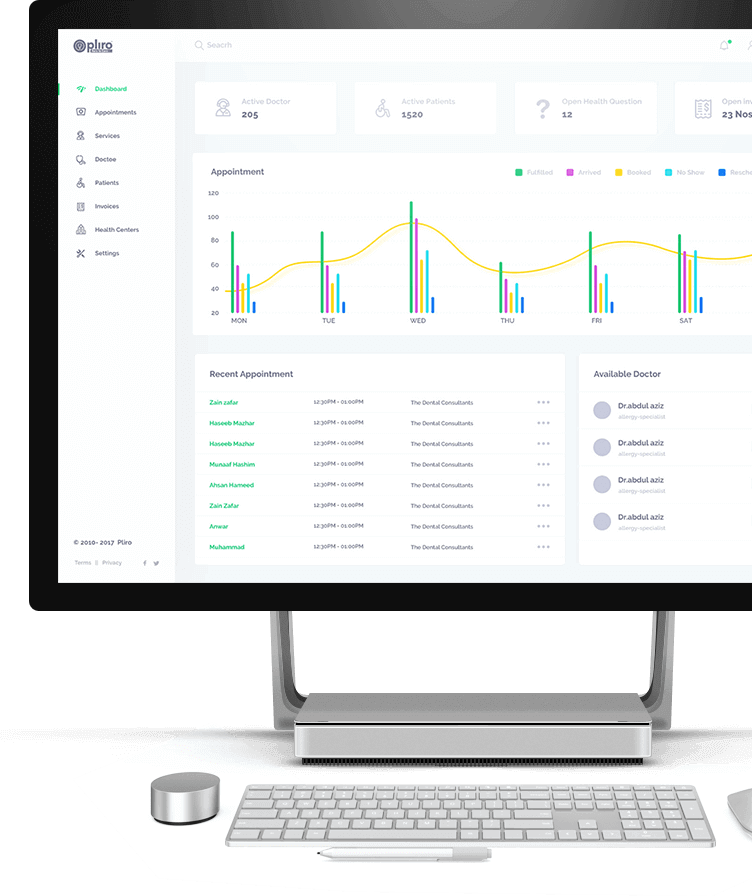 pliro
Seacrh
Dashboard
Appointments
Services
Doctoe
Patients
Invoices
Health Centers
Settings
© 2010- 2017 Pliro
Terms || Privacy
Active Doctor
205
Active Patients
1520
Open Health Question
12
Open Inv
23 Nos
Appointment
Fulfilled Arrived Booked No Show Resche
120
100
80
60
40
20
MON TUE WED THU FRI SAT
Recent Appointment
Zain zafar 12:30PM - 01:00PM The Dental Consultants
Haseeb Mazhar 12:30PM - 01:00PM The Dental Consultants
Haseeb Mazhar 12:30PM - 01:00PM The Dental Consultants
Munaaf Hashim 12:30PM - 01:00PM The Dental Consultants
Ahsan Hameed 12:30PM - 01:00PM The Dental Consultants
Zain Zafar 12:30PM - 01:00PM The Dental Consultants
Anwar 12:30PM - 01:00PM The Dental Consultants
Muhammad 12:30PM - 01:00PM The Dental Consultants
Available Doctor
Dr.abdul aziz
allergy-specialist
Dr.abdul aziz
allergy-specialist
Dr.abdul aziz
allergy-specialist
Dr.abdul aziz
allergy-specialist